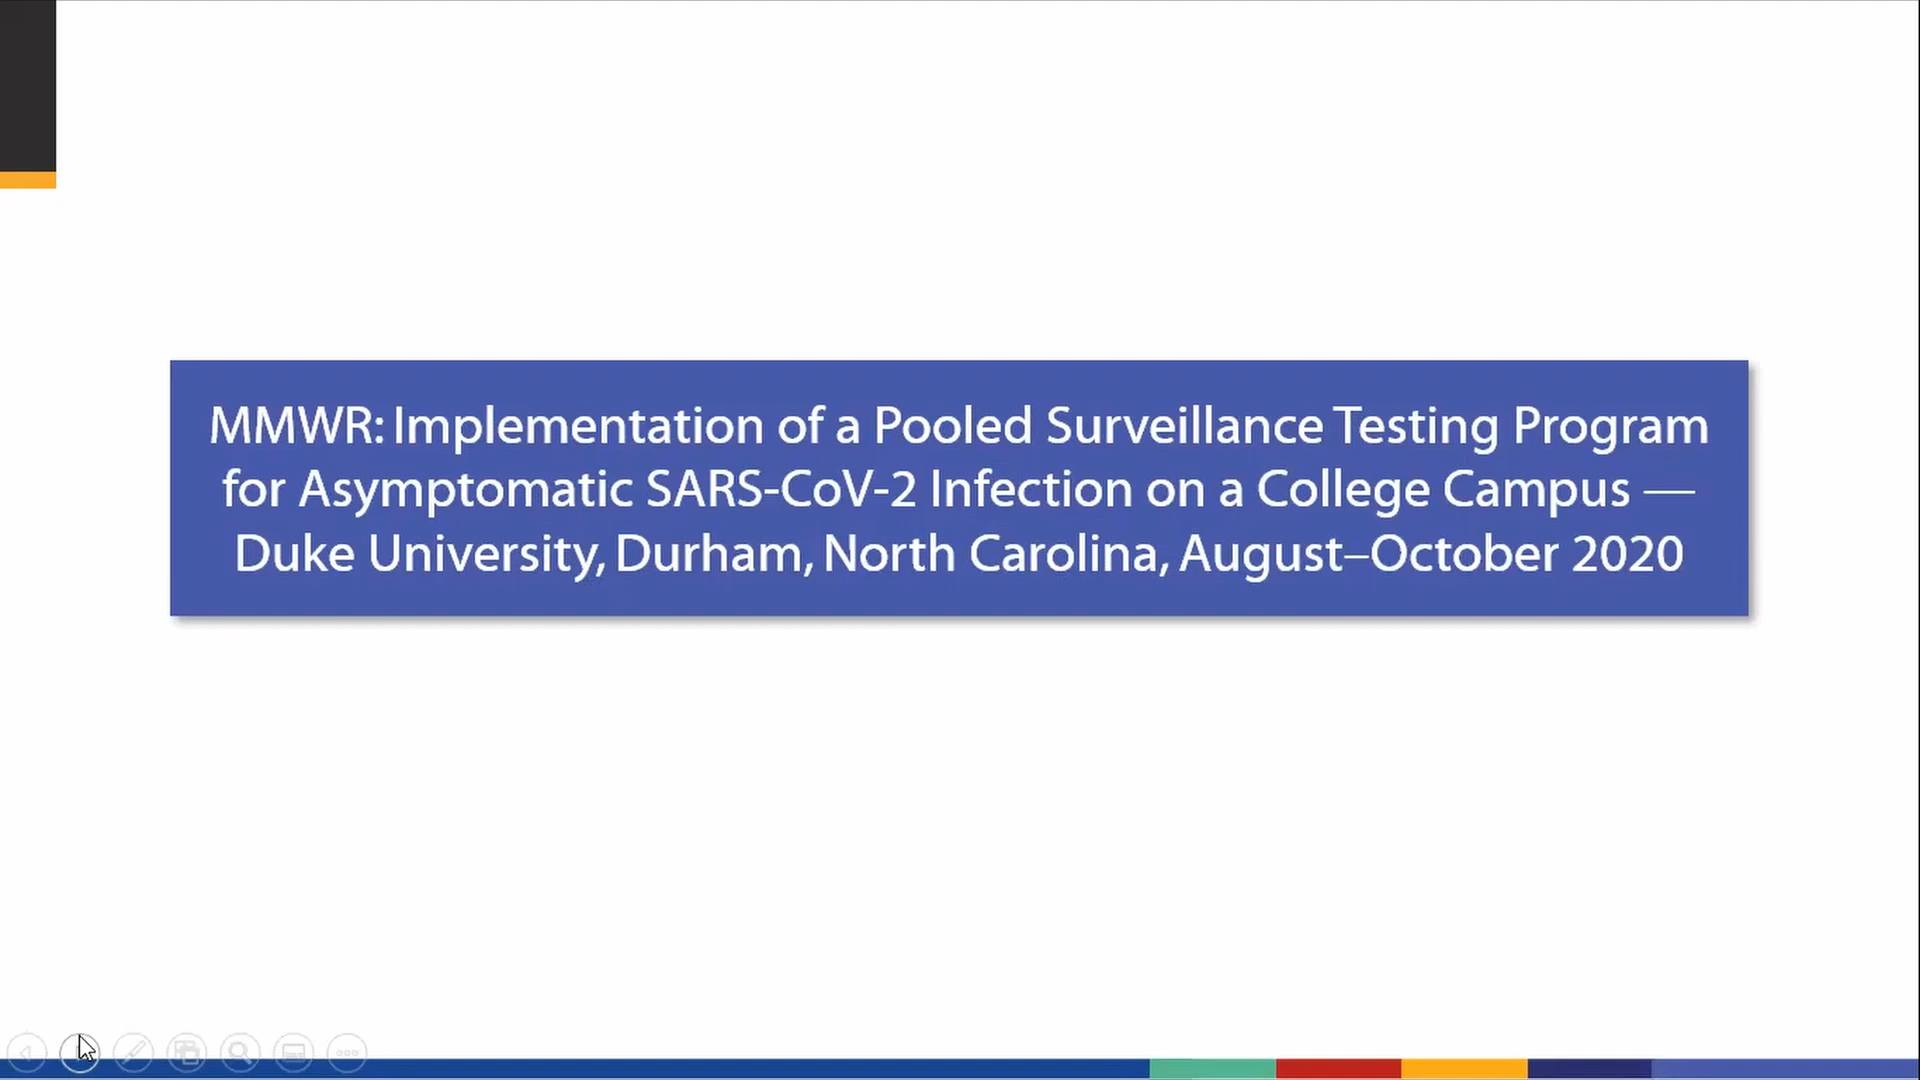 MMWR: Implementation of a Pooled Surveillance Testing Program
for Asymptomatic SARS-CoV-2 Infection on a College Campus —
Duke University, Durham, North Carolina, August–October 2020